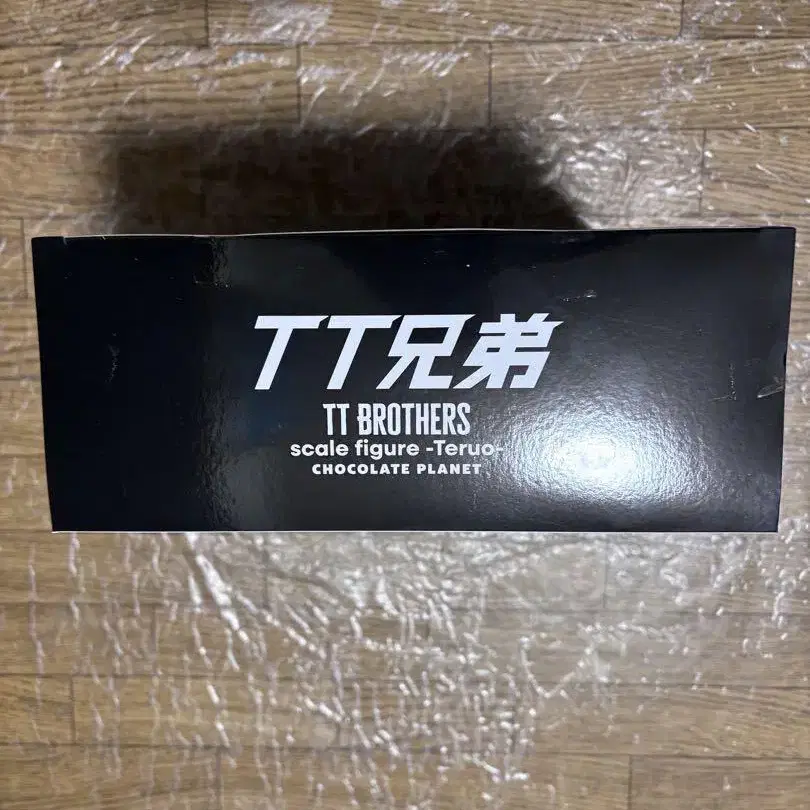 TT兄弟
TT BROTHERS
scale figure -Teruo-
CHOCOLATE PLANET